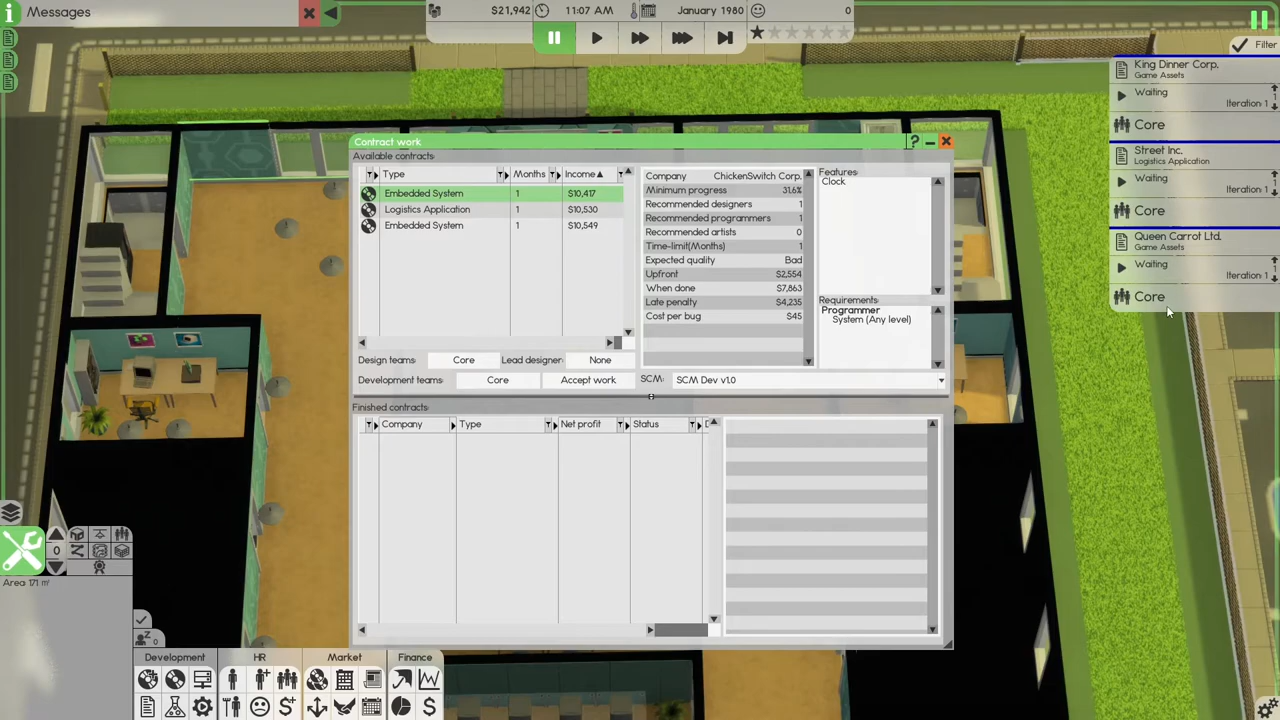 Messages
$21,942
11:07 AM
January 1980
0
Filter
King Dinner Corp.
Game Assets
Waiting
1
Iteration 1
Core
Street Inc.
Logistics Application
Waiting
1
Iteration 1
Core
Queen Carrot Ltd.
Game Assets
Waiting
1
Iteration 1
Core
Contract work
?
Available contracts:
Type
Months
Income
Embedded System 1 $10,417
Logistics Application 1 $10,530
Embedded System 1 $10,549
Company ChickenSwitch Corp.
Minimum progress 31.6%
Recommended designers 1
Recommended programmers 1
Recommended artists 0
Time-limit(Months) 1
Expected quality Bad
Upfront $2,554
When done $7,863
Late penalty $4,235
Cost per bug $45
Features:
Clock
Requirements:
Programmer
System (Any level)
Design teams: Core Lead designer: None
Development teams: Core Accept work SCM: SCM Dev v1.0
Finished contracts:
Company Type Net profit Status D
0
Area: 171 m²
0
Development HR Market Finance